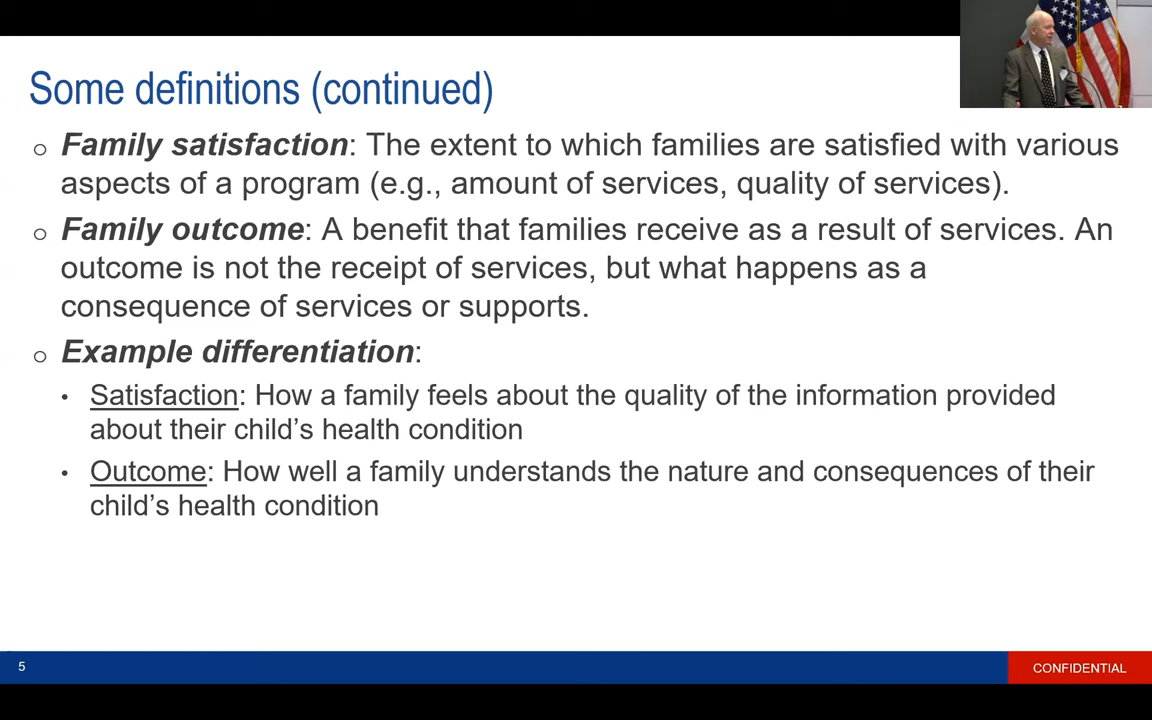 Some definitions (continued)
o Family satisfaction: The extent to which families are satisfied with various
aspects of a program (e.g., amount of services, quality of services).
o Family outcome: A benefit that families receive as a result of services. An
outcome is not the receipt of services, but what happens as a
consequence of services or supports.
o Example differentiation:
• Satisfaction: How a family feels about the quality of the information provided
about their child’s health condition
• Outcome: How well a family understands the nature and consequences of their
child’s health condition
5
CONFIDENTIAL